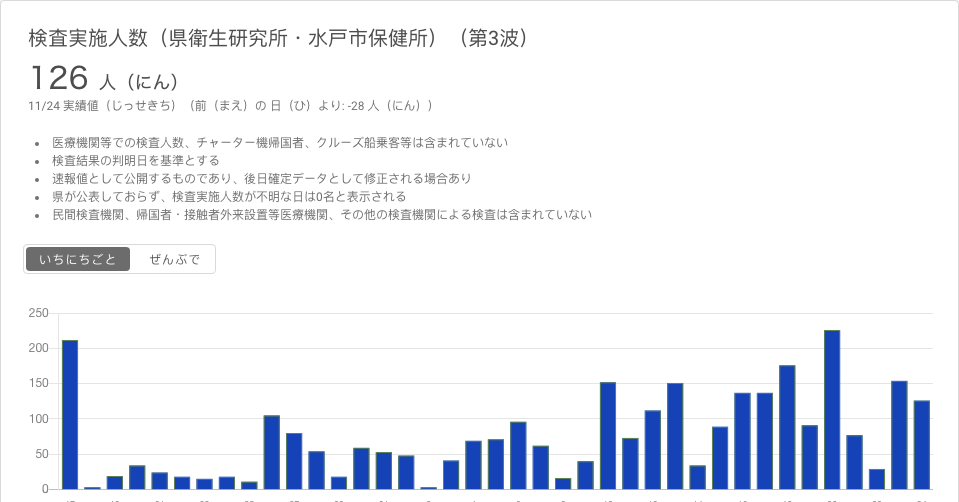 検査実施人数（県衛生研究所・水戸市保健所）（第3波）
126 人（にん）
11/24 実績値（じっせきち）（前（まえ）の 日（ひ）より: -28 人（にん））
• 医療機関等での検査人数、チャーター機帰国者、クルーズ船乗客等は含まれていない
• 検査結果の判明日を基準とする
• 速報値として公開するものであり、後日確定データとして修正される場合あり
• 県が公表しておらず、検査実施人数が不明な日は0名と表示される
• 民間検査機関、帰国者・接触者外来設置等医療機関、その他の検査機関による検査は含まれていない
いちにちごと ぜんぶで
250
200
150
100
50
0